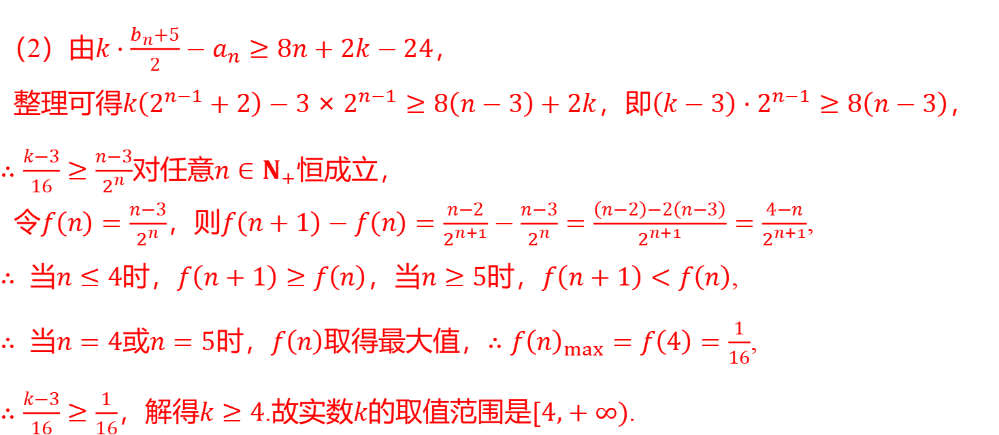 （2）由$k \cdot \frac{b_n+5}{2} - a_n \geq 8n + 2k - 24$，
整理可得$k(2^{n-1} + 2) - 3 \times 2^{n-1} \geq 8(n - 3) + 2k$，即$(k - 3) \cdot 2^{n-1} \geq 8(n - 3)$，
∴ $\frac{k-3}{16} \geq \frac{n-3}{2^n}$对任意$n \in \mathbf{N}_+$恒成立，
令$f(n) = \frac{n-3}{2^n}$，则$f(n + 1) - f(n) = \frac{n-2}{2^{n+1}} - \frac{n-3}{2^n} = \frac{(n-2)-2(n-3)}{2^{n+1}} = \frac{4-n}{2^{n+1}}$,
∴ 当$n \leq 4$时，$f(n + 1) \geq f(n)$，当$n \geq 5$时，$f(n + 1) < f(n)$,
∴ 当$n = 4$或$n = 5$时，$f(n)$取得最大值，∴ $f(n)_{\max} = f(4) = \frac{1}{16}$,
∴ $\frac{k-3}{16} \geq \frac{1}{16}$，解得$k \geq 4$.故实数$k$的取值范围是$[4, +\infty)$.